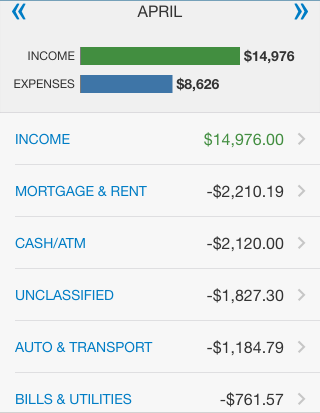 APRIL
INCOME $14,976
EXPENSES $8,626
INCOME $14,976.00
MORTGAGE & RENT -$2,210.19
CASH/ATM -$2,120.00
UNCLASSIFIED -$1,827.30
AUTO & TRANSPORT -$1,184.79
BILLS & UTILITIES -$761.57